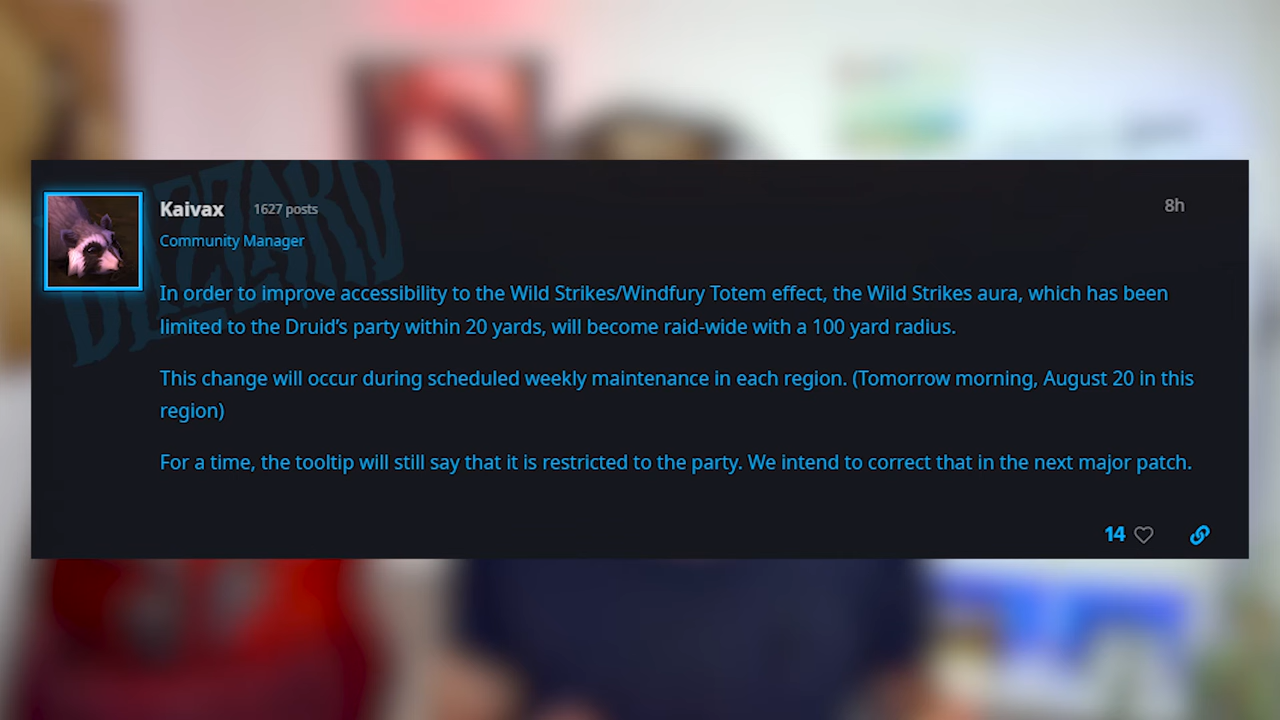 BLIZZARD
Kaivax 1627 posts 8h
Community Manager
In order to improve accessibility to the Wild Strikes/Windfury Totem effect, the Wild Strikes aura, which has been
limited to the Druid’s party within 20 yards, will become raid-wide with a 100 yard radius.
This change will occur during scheduled weekly maintenance in each region. (Tomorrow morning, August 20 in this
region)
For a time, the tooltip will still say that it is restricted to the party. We intend to correct that in the next major patch.
14